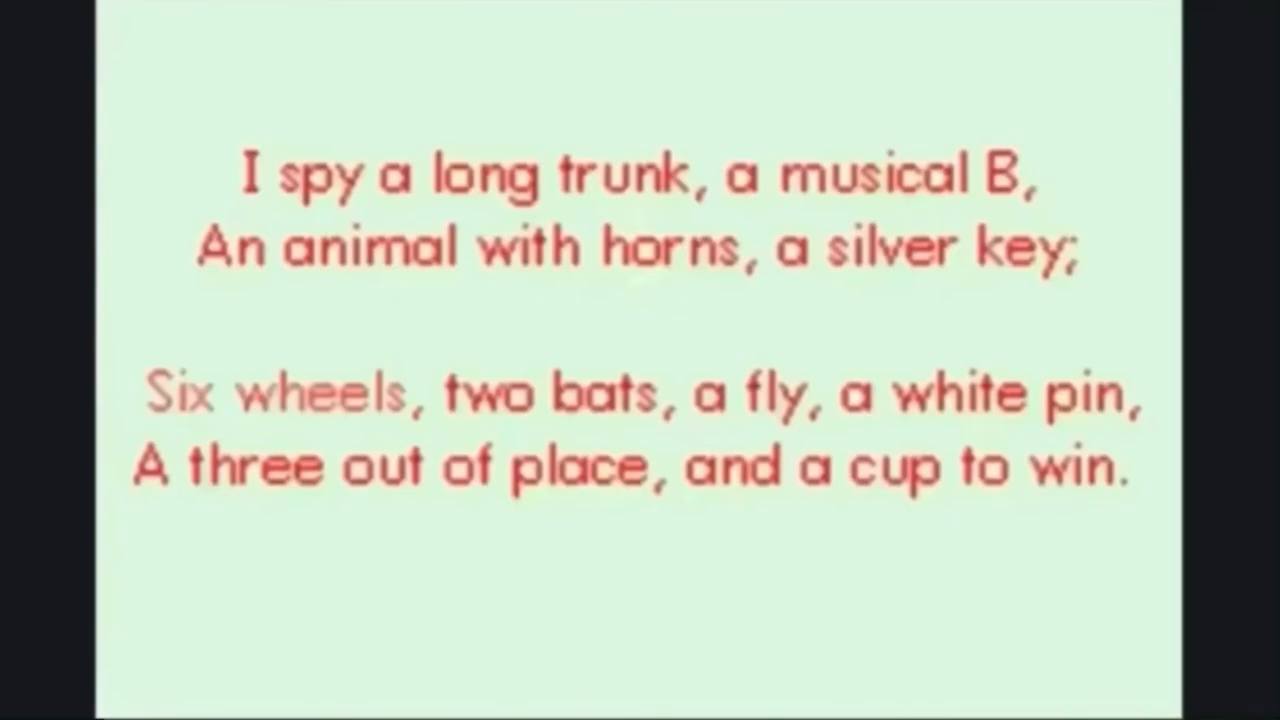 I spy a long trunk, a musical B,
An animal with horns, a silver key;
Six wheels, two bats, a fly, a white pin,
A three out of place, and a cup to win.